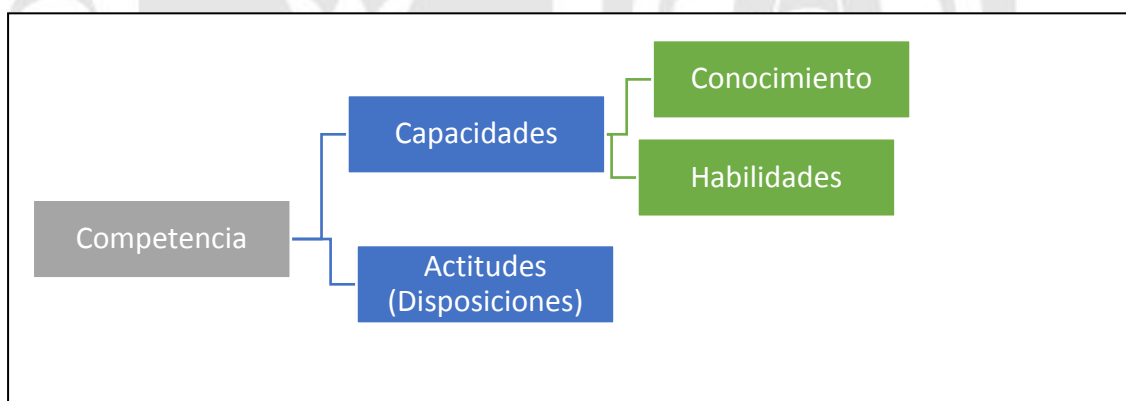 Competencia
Capacidades
Conocimiento
Habilidades
Actitudes
(Disposiciones)